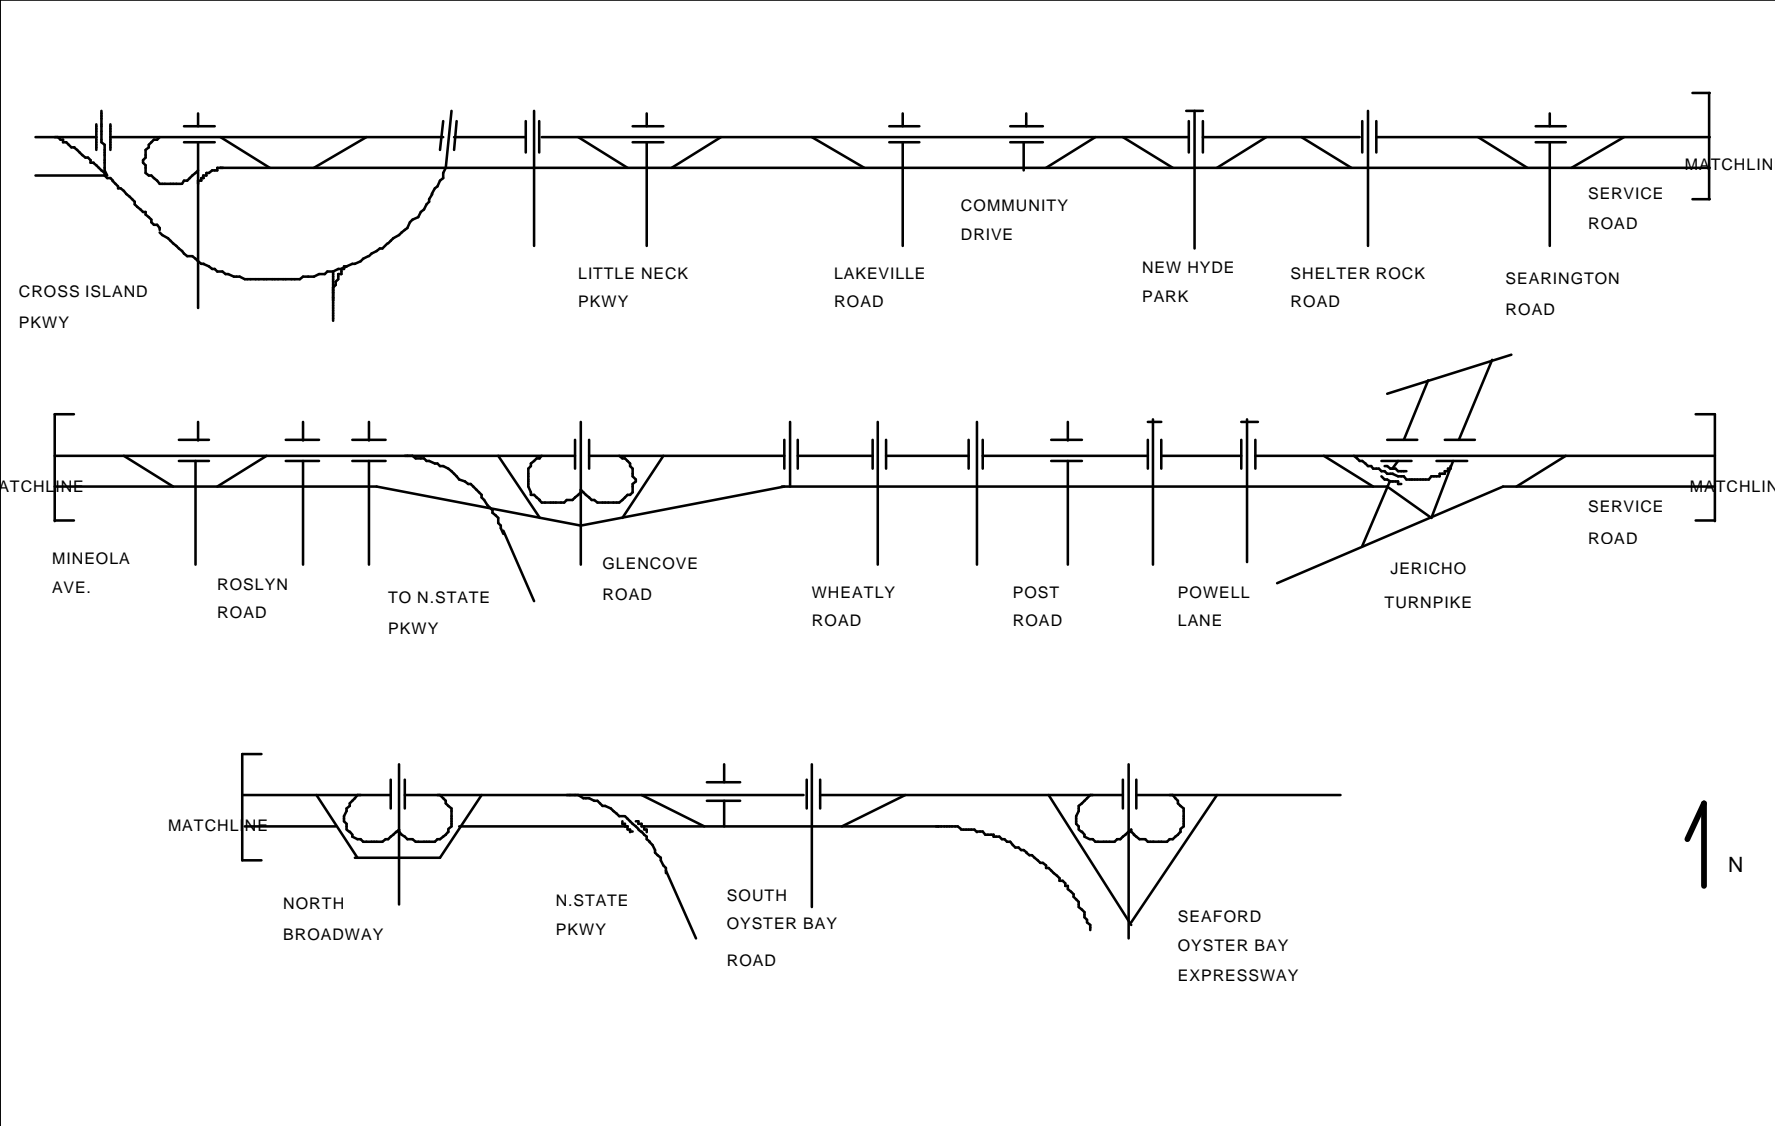 MATCHLIN
SERVICE
ROAD
COMMUNITY
DRIVE
CROSS ISLAND
PKWY
LITTLE NECK
PKWY
LAKEVILLE
ROAD
NEW HYDE
PARK
SHELTER ROCK
ROAD
SEARINGTON
ROAD
ATCHLINE
MATCHLIN
SERVICE
ROAD
MINEOLA
AVE.
ROSLYN
ROAD
TO N.STATE
PKWY
GLENCOVE
ROAD
WHEATLY
ROAD
POST
ROAD
POWELL
LANE
JERICHO
TURNPIKE
MATCHLINE
NORTH
BROADWAY
N.STATE
PKWY
SOUTH
OYSTER BAY
ROAD
SEAFORD
OYSTER BAY
EXPRESSWAY
N